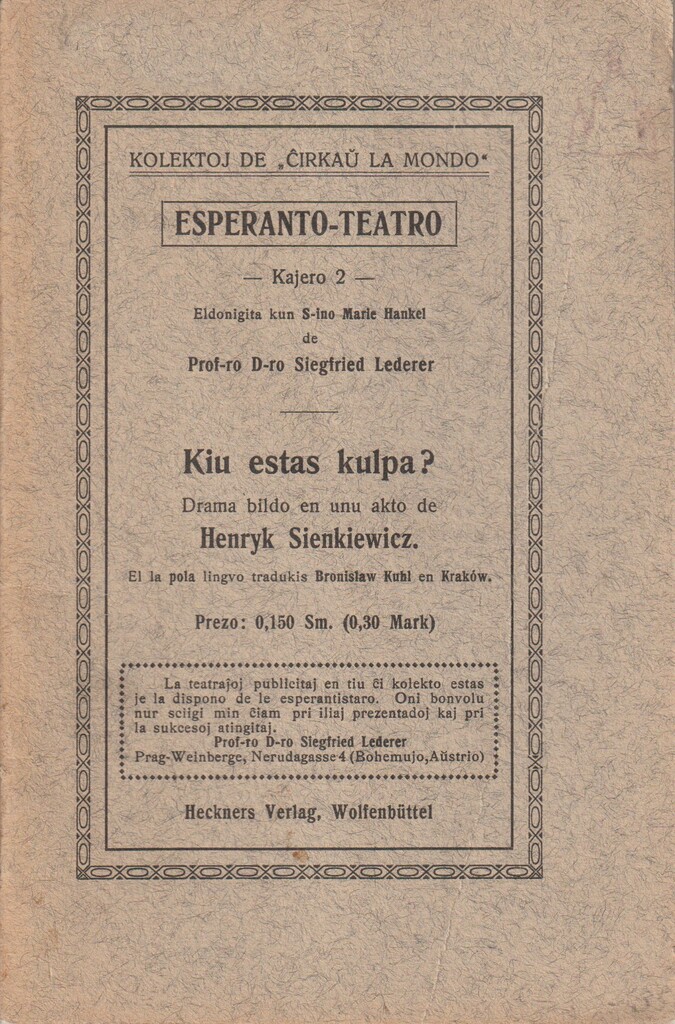 KOLEKTOJ DE „ĈIRKAŬ LA MONDO“
ESPERANTO-TEATRO
— Kajero 2 —
Eldonigita kun S-ino Marie Hankel
de
Prof-ro D-ro Siegfried Lederer
Kiu estas kulpa?
Drama bildo en unu akto de
Henryk Sienkiewicz.
El la pola lingvo tradukis Bronislaw Kuhl en Kraków.
Prezo: 0,150 Sm. (0,30 Mark)
La teatraĵoj publicitaj en tiu ĉi kolekto estas
je la dispono de le esperantistaro. Oni bonvolu
nur sciigi min ĉiam pri iliaj prezentadoj kaj pri
la sukcesoj atingitaj.
Prof-ro D-ro Siegfried Lederer
Prag-Weinberge, Nerudagasse 4 (Bohemujo, Aŭstrio)
Heckners Verlag, Wolfenbüttel